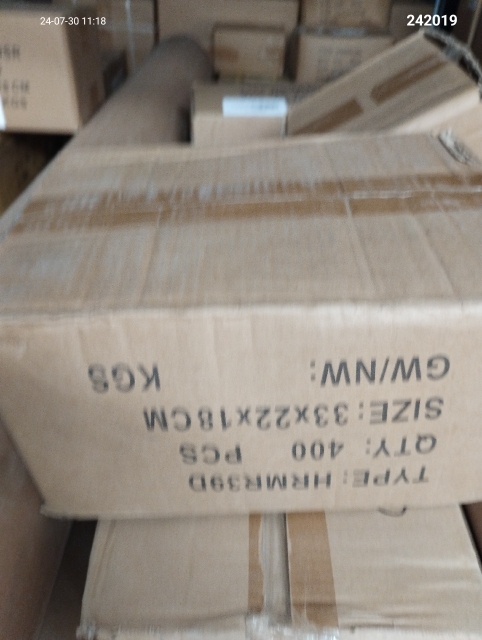 24-07-30 11:18
242019
TYPE: HRMR39D
QTY: 400 PCS
SIZE: 33x22x18CM
GW/NW: KGS